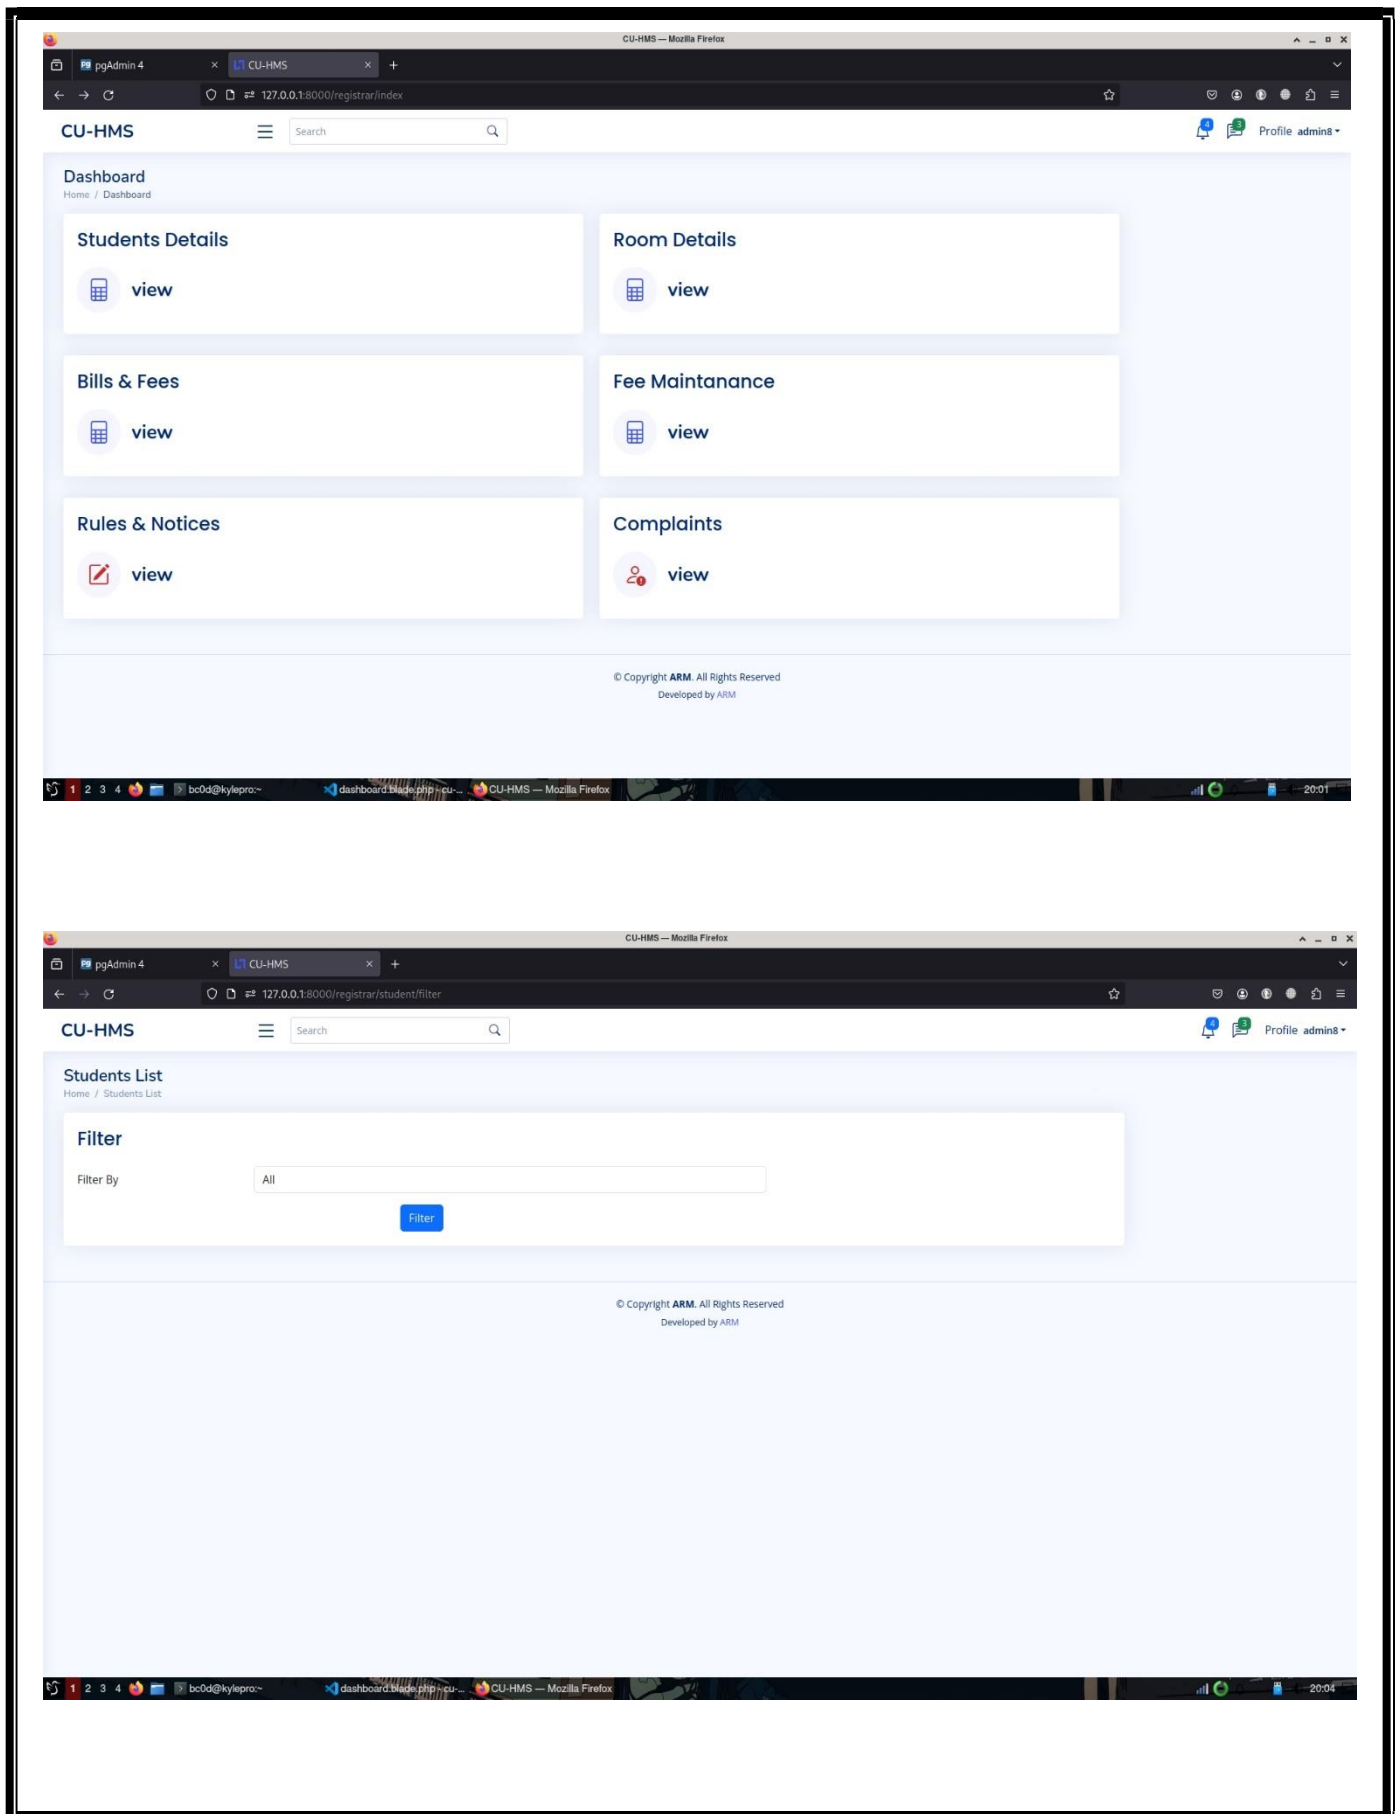 CU-HMS — Mozilla Firefox
pgAdmin 4 CU-HMS
127.0.0.1:8000/registrar/index
CU-HMS Search 4 3 Profile admin8
Dashboard
Home / Dashboard
Students Details Room Details
view view
Bills & Fees Fee Maintanance
view view
Rules & Notices Complaints
view view
© Copyright ARM. All Rights Reserved
Developed by ARM
1 2 3 4 bc0d@kylepro:~ dashboard.blade.php - cu-... CU-HMS — Mozilla Firefox 20:01
CU-HMS — Mozilla Firefox
pgAdmin 4 CU-HMS
127.0.0.1:8000/registrar/student/filter
CU-HMS Search 4 3 Profile admin8
Students List
Home / Students List
Filter
Filter By All
Filter
© Copyright ARM. All Rights Reserved
Developed by ARM
1 2 3 4 bc0d@kylepro:~ dashboard.blade.php - cu-... CU-HMS — Mozilla Firefox 20:04